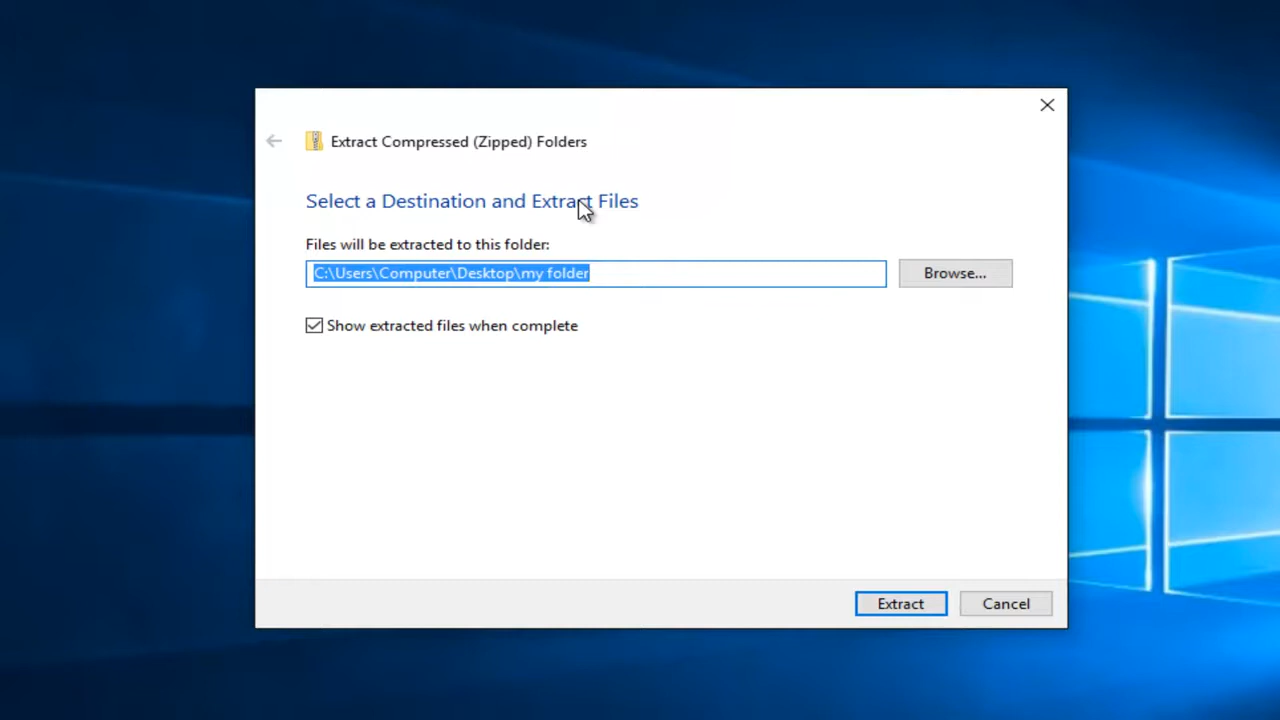 Extract Compressed (Zipped) Folders
Select a Destination and Extract Files
Files will be extracted to this folder:
C:\Users\Computer\Desktop\my folder
Browse...
Show extracted files when complete
Extract
Cancel